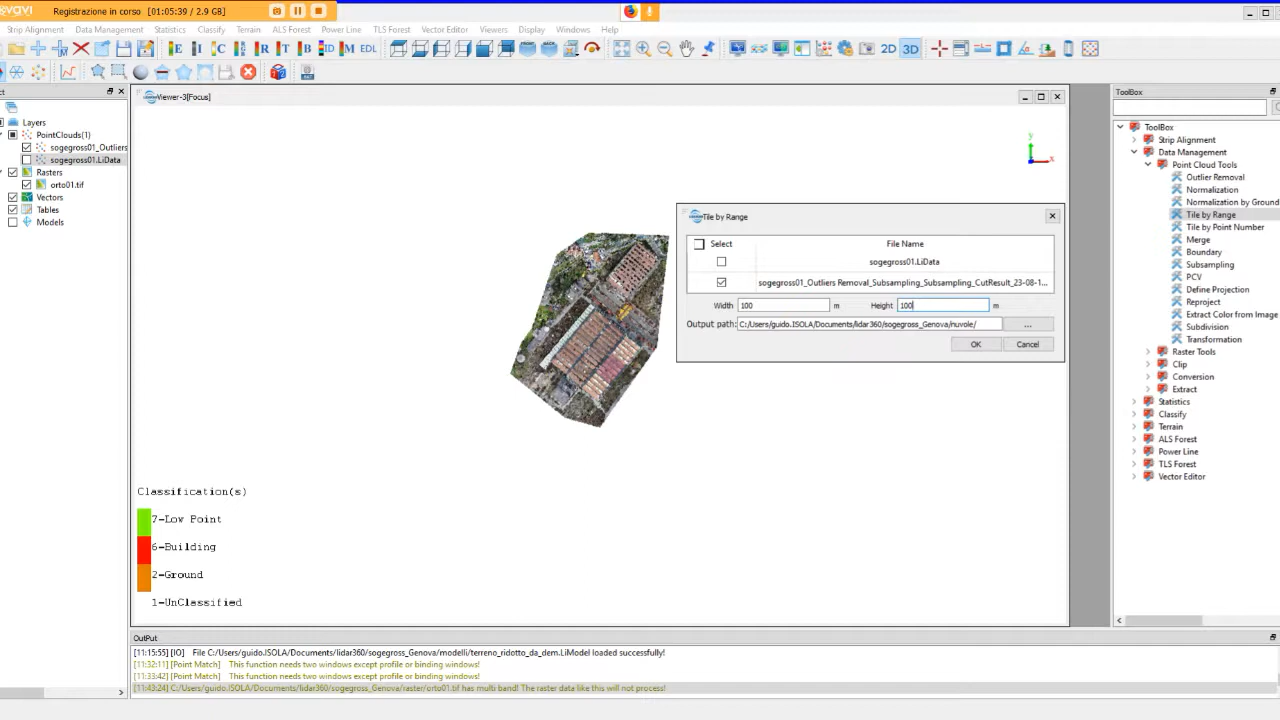 Registrazione in corso [01:05:39 / 2.9 GB]
Strip Alignment Data Management Statistics Classify Terrain ALS Forest Power Line TLS Forest Vector Editor Viewers Display Windows Help
E I C R T B ID M EDL 2D 3D
Viewer-3[Focus]
ToolBox
Layers
PointClouds(1)
sogegross01_Outliers
sogegross01.LiData
Rasters
orto01.tif
Vectors
Tables
Models
y
x
Tile by Range
Select File Name
sogegross01.LiData
sogegross01_Outliers Removal_Subsampling_Subsampling_CutResult_23-08-1...
Width 100 m Height 100 m
Output path: C:/Users/guido.ISOLA/Documents/lidar360/sogegross_Genova/nuvole/ ...
OK Cancel
Classification(s)
7-Low Point
6-Building
2-Ground
1-UnClassified
ToolBox
Strip Alignment
Data Management
Point Cloud Tools
Outlier Removal
Normalization
Normalization by Ground
Tile by Range
Tile by Point Number
Merge
Boundary
Subsampling
PCV
Define Projection
Reproject
Extract Color from Image
Subdivision
Transformation
Raster Tools
Clip
Conversion
Extract
Statistics
Classify
Terrain
ALS Forest
Power Line
TLS Forest
Vector Editor
OutPut
[11:15:55] [IO] File C:/Users/guido.ISOLA/Documents/lidar360/sogegross_Genova/modelli/terreno_ridotto_da_dem.LiModel loaded successfully!
[11:32:11] [Point Match] This function needs two windows except profile or binding windows!
[11:33:42] [Point Match] This function needs two windows except profile or binding windows!
[11:43:24] C:/Users/guido.ISOLA/Documents/lidar360/sogegross_Genova/raster/orto01.tif has multi band! The raster data like this will not process!